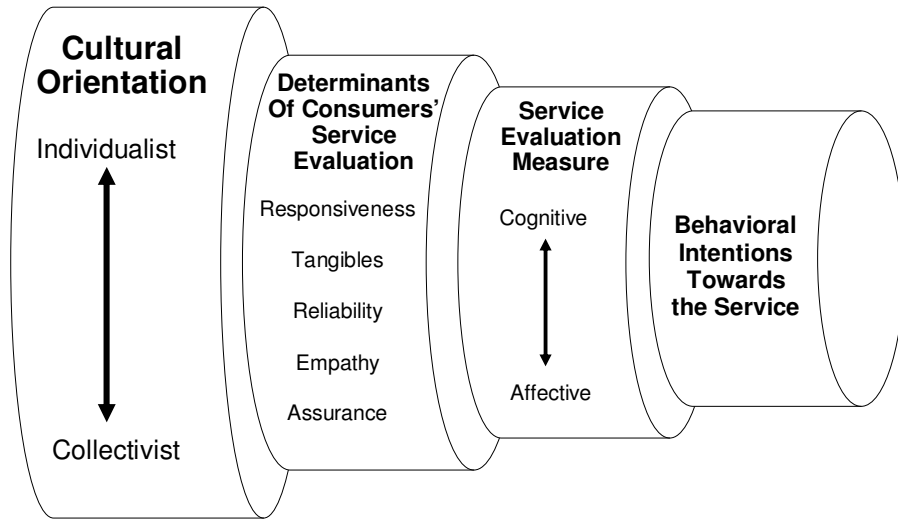 Cultural
Orientation
Individualist
Collectivist
Determinants
Of Consumers’
Service
Evaluation
Responsiveness
Tangibles
Reliability
Empathy
Assurance
Service
Evaluation
Measure
Cognitive
Affective
Behavioral
Intentions
Towards
the Service